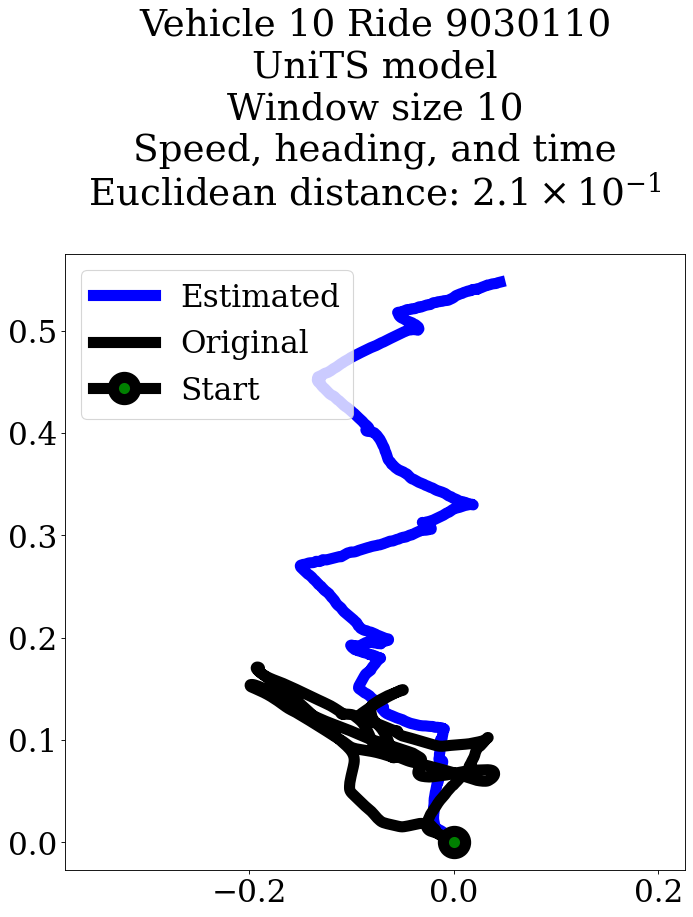 Vehicle 10 Ride 9030110
UniTS model
Window size 10
Speed, heading, and time
Euclidean distance: 2.1 × 10⁻¹
Estimated
Original
Start
0.5
0.4
0.3
0.2
0.1
0.0
−0.2
0.0
0.2